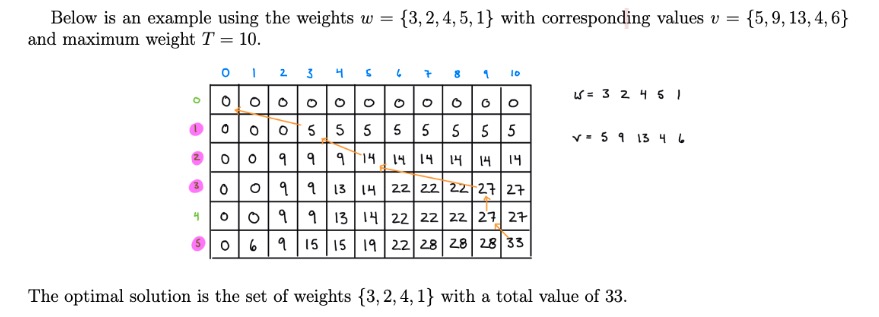 Below is an example using the weights w = {3, 2, 4, 5, 1} with corresponding values v = {5, 9, 13, 4, 6}
and maximum weight T = 10.
0 1 2 3 4 5 6 7 8 9 10
w = 3 2 4 5 1
0 0 0 0 0 0 0 0 0 0 0 0
1 0 0 0 5 5 5 5 5 5 5 5
v = 5 9 13 4 6
2 0 0 9 9 9 14 14 14 14 14 14
3 0 0 9 9 13 14 22 22 22 27 27
4 0 0 9 9 13 14 22 22 22 27 27
5 0 6 9 15 15 19 22 28 28 28 33
The optimal solution is the set of weights {3, 2, 4, 1} with a total value of 33.